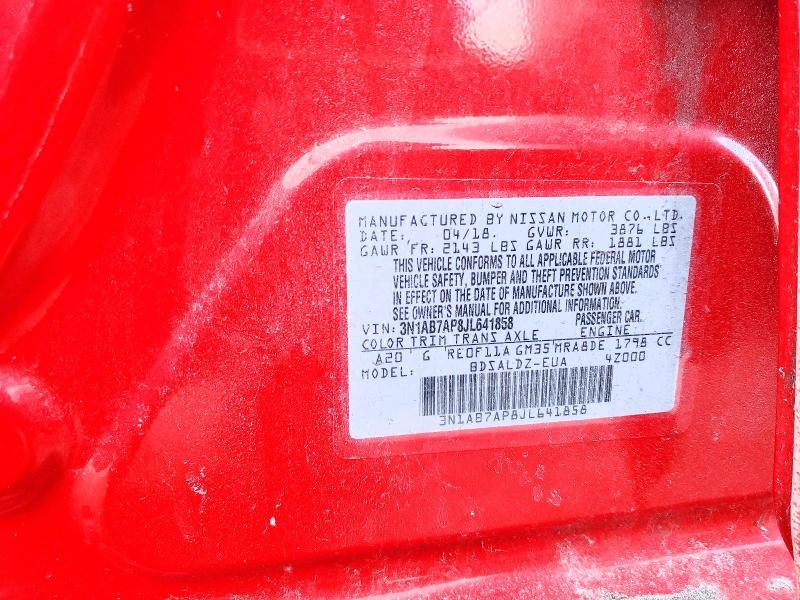 MANUFACTURED BY NISSAN MOTOR CO.,LTD.
DATE: 04/18. GVWR: 3876 LBS
GAWR FR: 2143 LBS GAWR RR: 1881 LBS
THIS VEHICLE CONFORMS TO ALL APPLICABLE FEDERAL MOTOR
VEHICLE SAFETY, BUMPER AND THEFT PREVENTION STANDARDS
IN EFFECT ON THE DATE OF MANUFACTURE SHOWN ABOVE.
SEE OWNER'S MANUAL FOR ADDITIONAL INFORMATION.
VIN: 3N1AB7AP8JL641858 PASSENGER CAR.
COLOR TRIM TRANS AXLE ENGINE:
A20 G RE0F11A GM35 MRA8DE 1798 CC
MODEL: BDSALDZ-EUA 4Z000
3N1AB7AP8JL641858